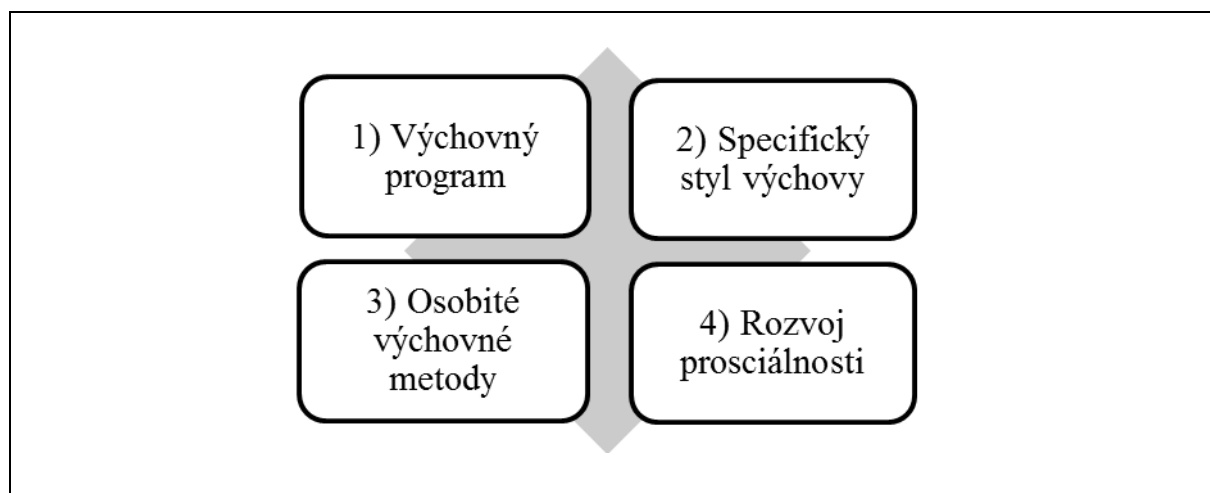 1) Výchovný
program
2) Specifický
styl výchovy
3) Osobité
výchovné
metody
4) Rozvoj
prosciálnosti